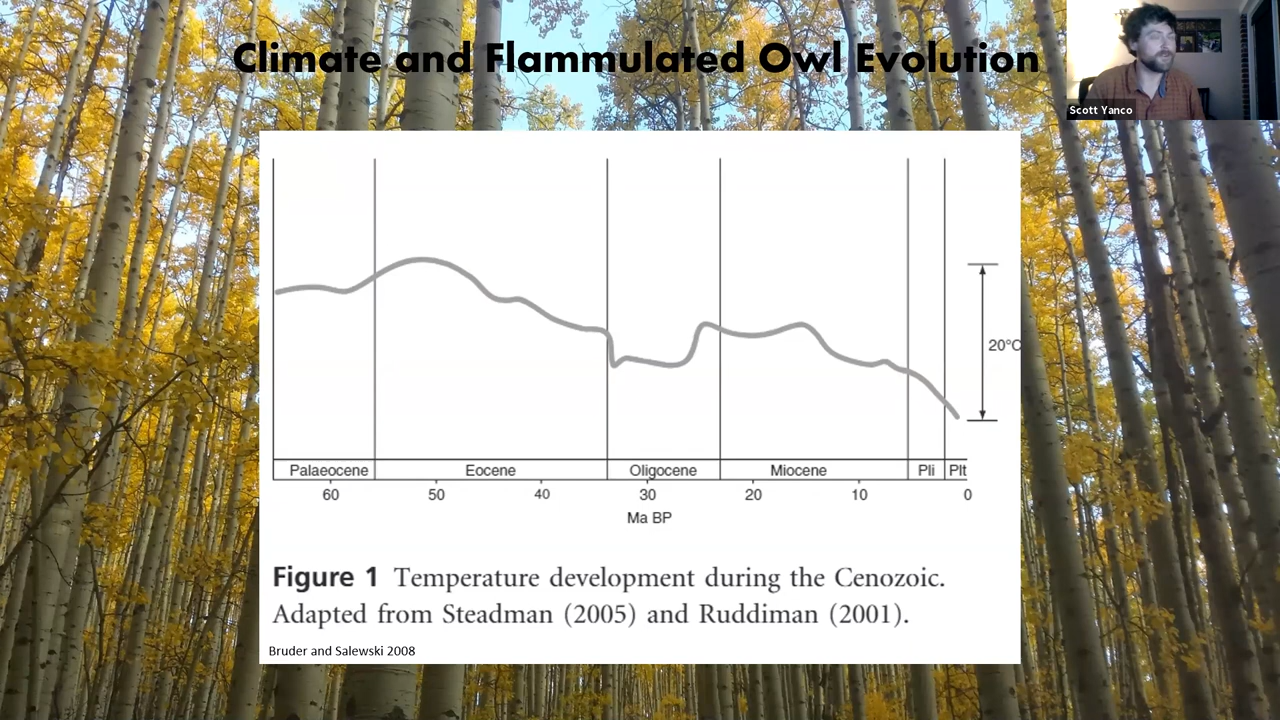 Climate and Flammulated Owl Evolution
Scott Yanco
20°C
Palaeocene Eocene Oligocene Miocene Pli Plt
60 50 40 30 20 10 0
Ma BP
Figure 1 Temperature development during the Cenozoic.
Adapted from Steadman (2005) and Ruddiman (2001).
Bruder and Salewski 2008